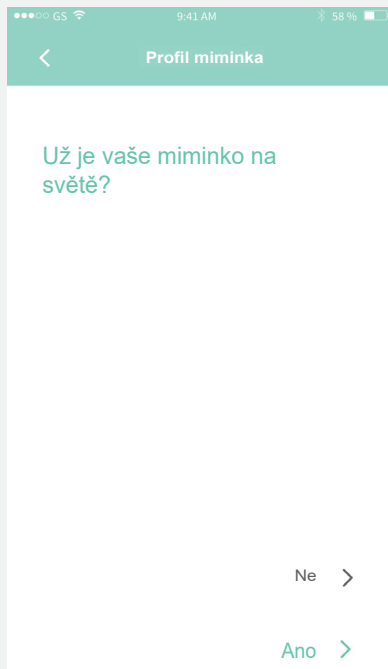 GS 9:41 AM 58 %
Profil miminka
Už je vaše miminko na
světě?
Ne
Ano